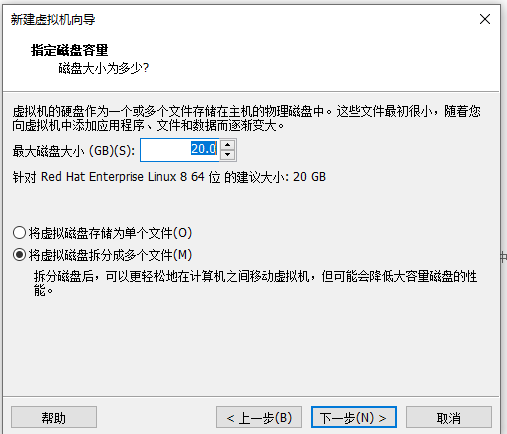 新建虚拟机向导
指定磁盘容量
磁盘大小为多少?
虚拟机的硬盘作为一个或多个文件存储在主机的物理磁盘中。这些文件最初很小，随着您
向虚拟机中添加应用程序、文件和数据而逐渐变大。
最大磁盘大小 (GB)(S): 20.0
针对 Red Hat Enterprise Linux 8 64 位 的建议大小: 20 GB
将虚拟磁盘存储为单个文件(O)
将虚拟磁盘拆分成多个文件(M)
拆分磁盘后，可以更轻松地在计算机之间移动虚拟机，但可能会降低大容量磁盘的性
能。
帮助 < 上一步(B) 下一步(N) > 取消